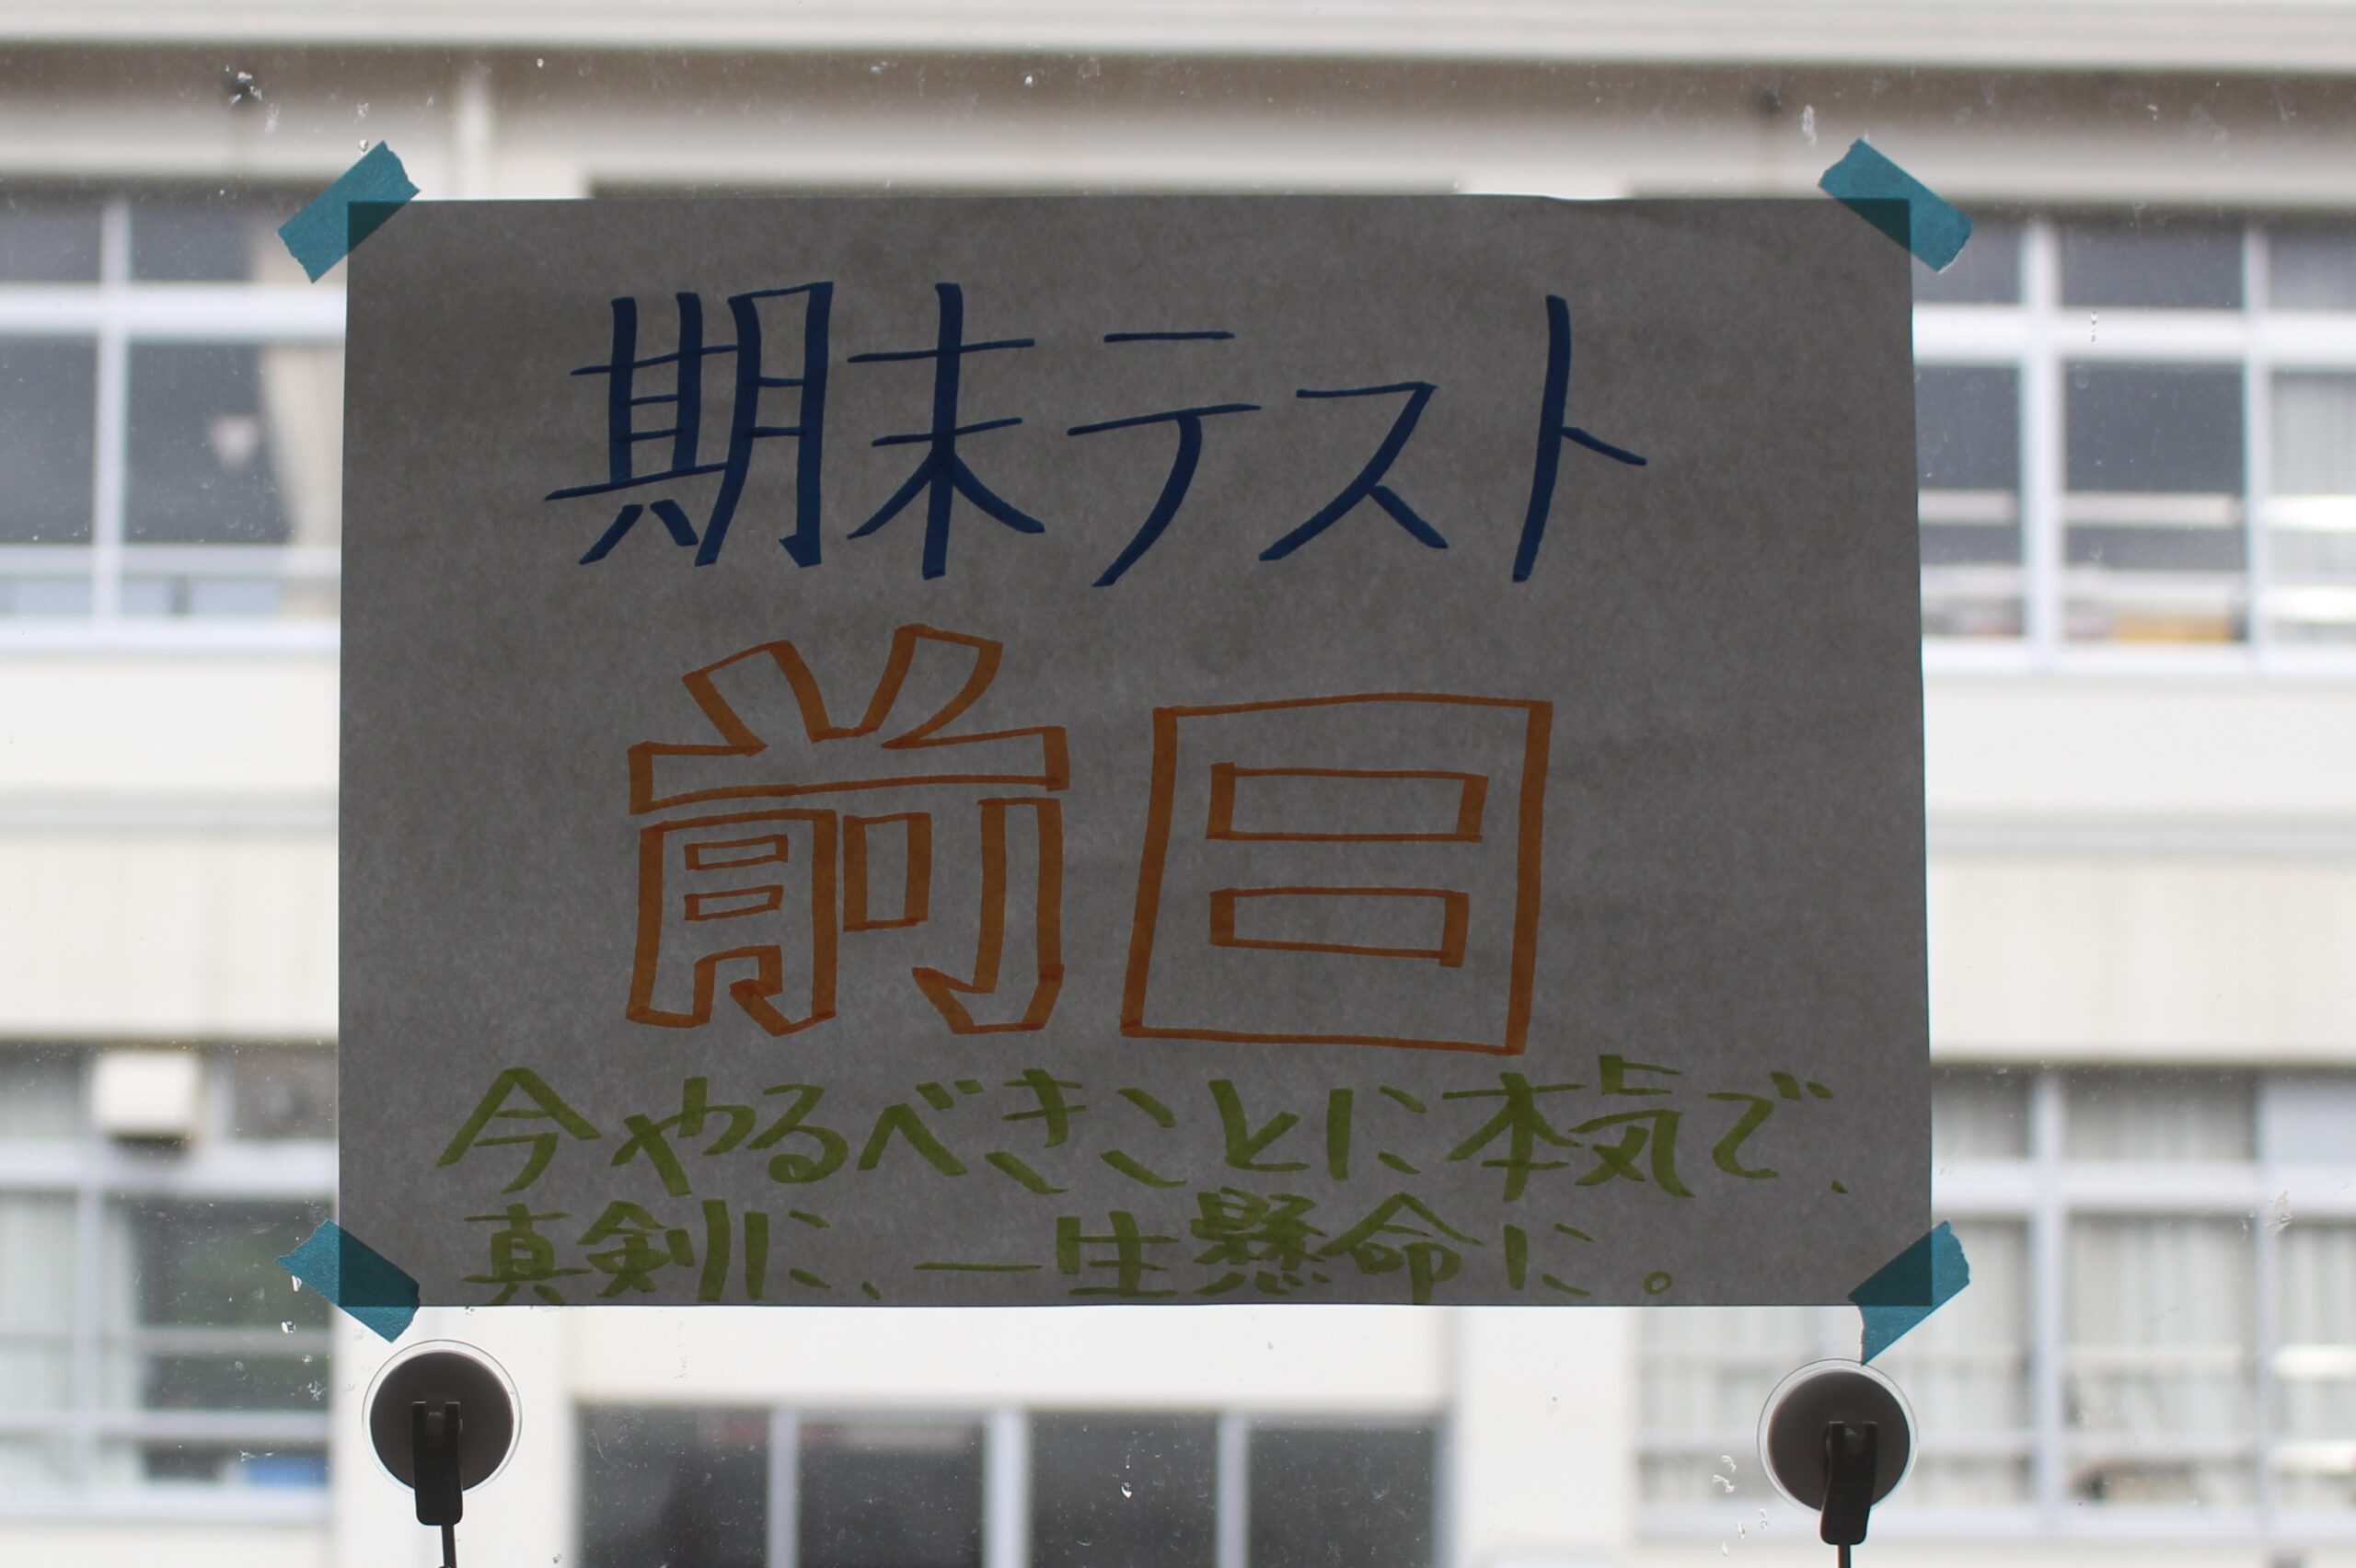 期末テスト
前日
今やるべきことに本気で、
真剣に、一生懸命に。